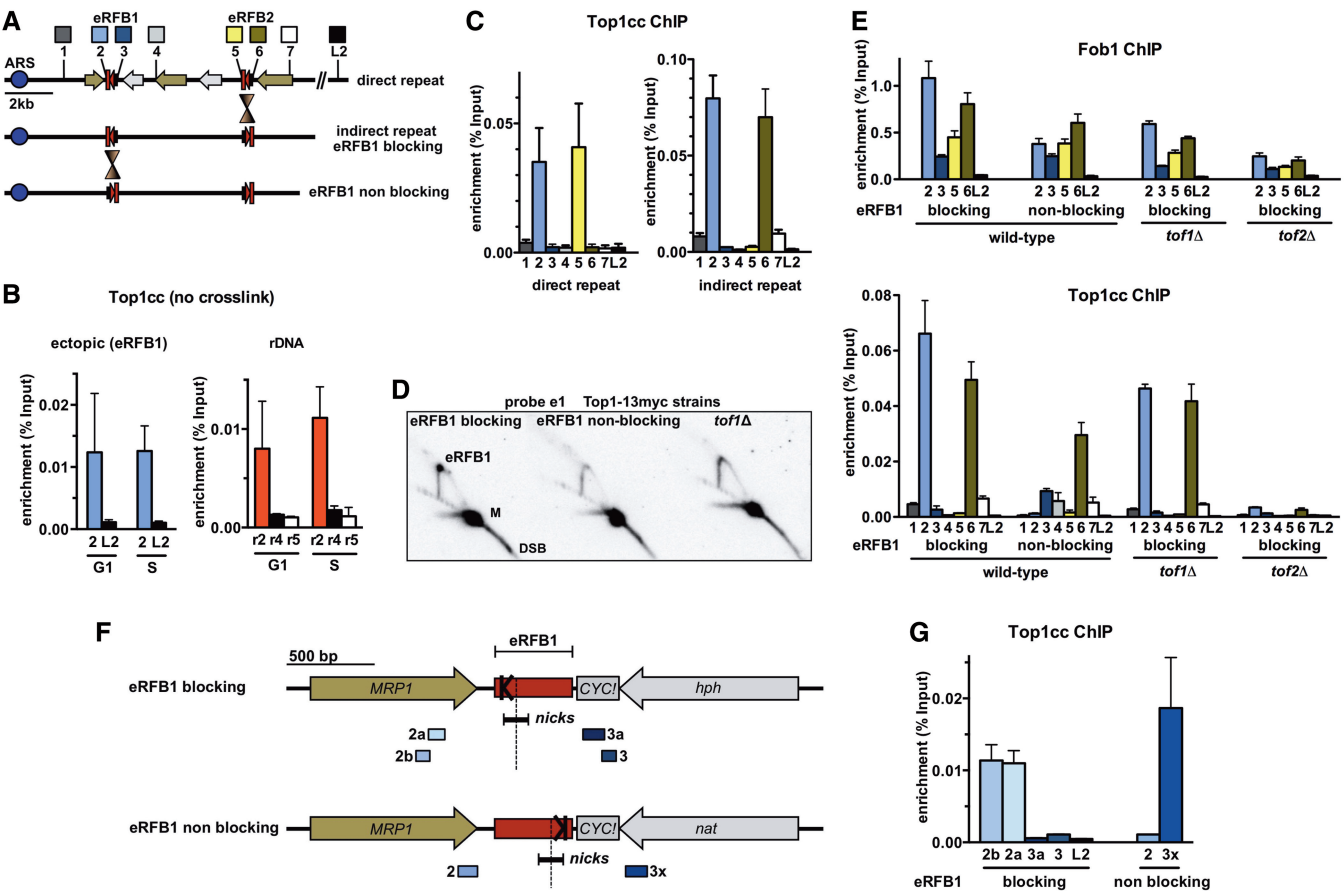 A
eRFB1
eRFB2
1
2
3
4
5
6
7
L2
ARS
direct repeat
2kb
indirect repeat
eRFB1 blocking
eRFB1 non blocking
B
Top1cc (no crosslink)
ectopic (eRFB1)
enrichment (% Input)
0.02
0.01
0.00
2 L2 2 L2
G1 S
rDNA
enrichment (% Input)
0.01
0.00
r2 r4 r5 r2 r4 r5
G1 S
C
Top1cc ChIP
enrichment (% Input)
0.05
0.00
1 2 3 4 5 6 7L2
direct repeat
enrichment (% Input)
0.10
0.05
0.00
1 2 3 4 5 6 7L2
indirect repeat
D
probe e1 Top1-13myc strains
eRFB1 blocking eRFB1 non-blocking tof1Δ
eRFB1
M
DSB
E
Fob1 ChIP
enrichment (% Input)
1.0
0.5
0.0
2 3 5 6L2 2 3 5 6L2 2 3 5 6L2 2 3 5 6L2
eRFB1 blocking non-blocking blocking blocking
wild-type tof1Δ tof2Δ
Top1cc ChIP
enrichment (% Input)
0.08
0.06
0.04
0.02
0.00
1 2 3 4 5 6 7L2 1 2 3 4 5 6 7L2 1 2 3 4 5 6 7L2 1 2 3 4 5 6 7L2
eRFB1 blocking non-blocking blocking blocking
wild-type tof1Δ tof2Δ
F
500 bp
eRFB1
eRFB1 blocking
MRP1
CYC!
hph
nicks
2a
3a
2b
3
eRFB1 non blocking
MRP1
CYC!
nat
nicks
2
3x
G
Top1cc ChIP
enrichment (% Input)
0.02
0.01
0.00
2b 2a 3a 3 L2 2 3x
eRFB1 blocking non blocking